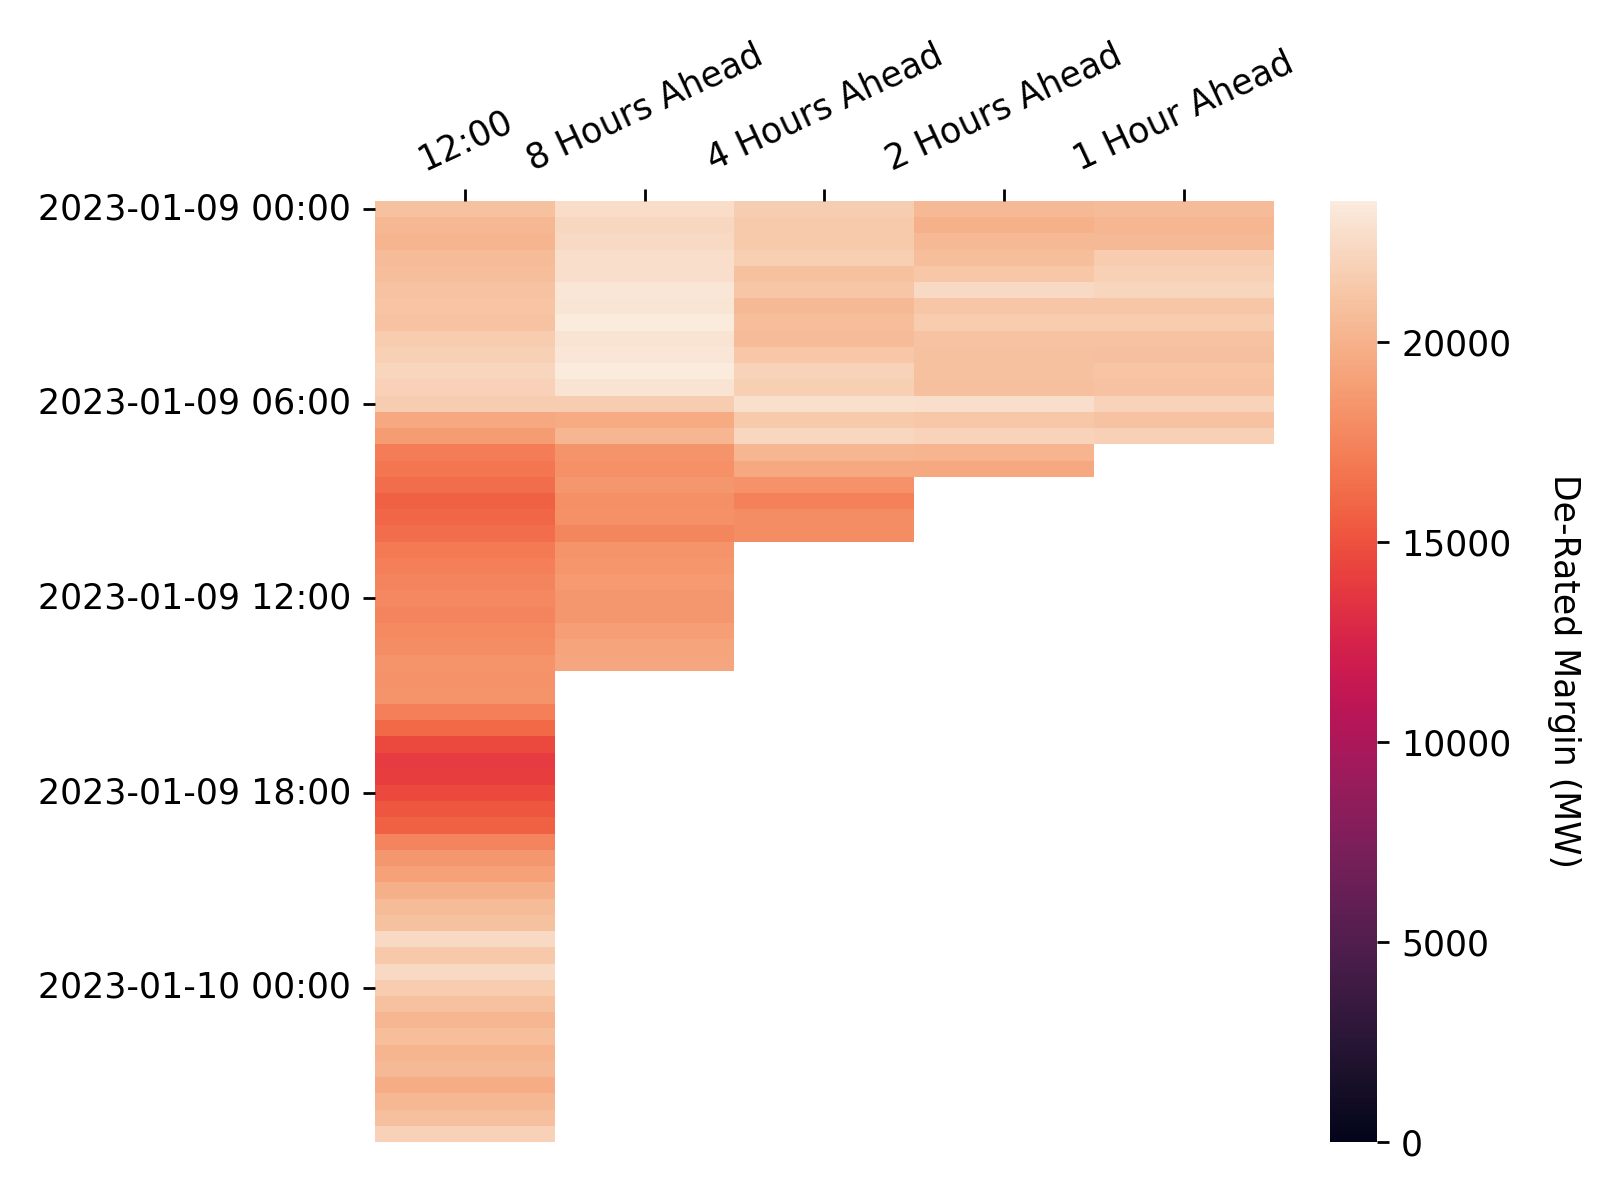 12:00
8 Hours Ahead
4 Hours Ahead
2 Hours Ahead
1 Hour Ahead
2023-01-09 00:00
2023-01-09 06:00
2023-01-09 12:00
2023-01-09 18:00
2023-01-10 00:00
20000
15000
10000
5000
0
De-Rated Margin (MW)